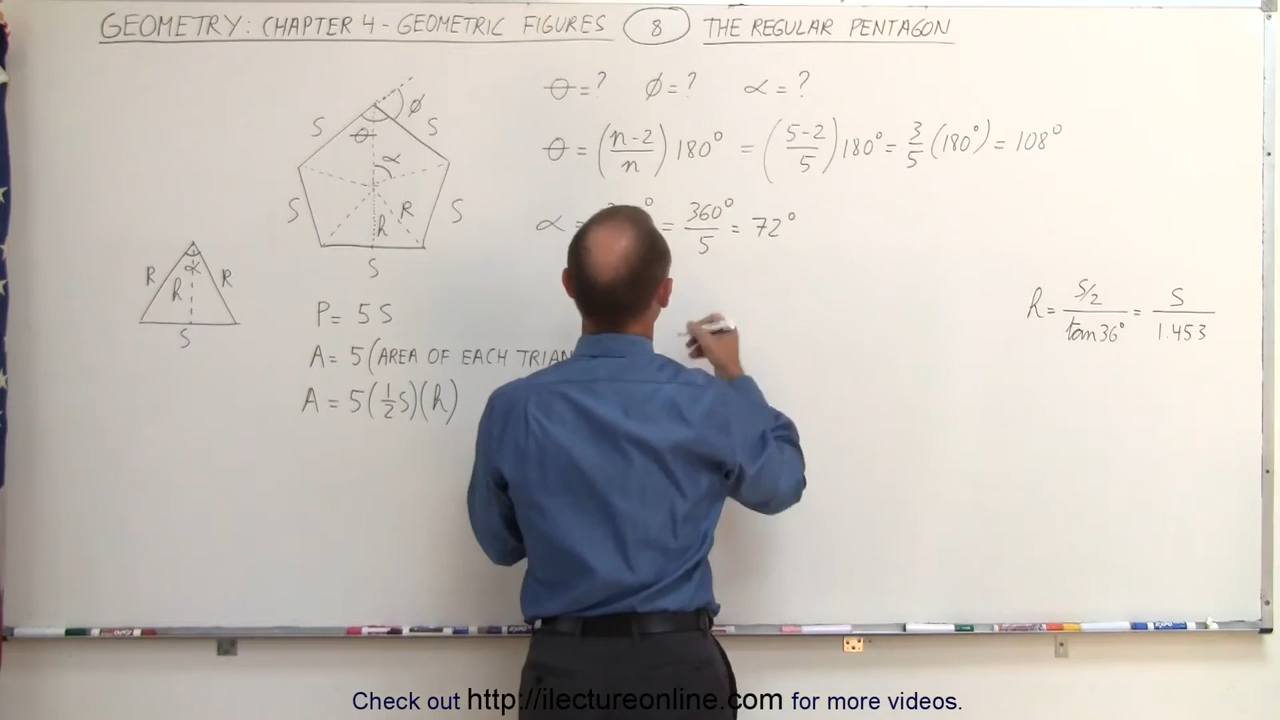 GEOMETRY: CHAPTER 4 - GEOMETRIC FIGURES 8 THE REGULAR PENTAGON
θ = ? ϕ = ? α = ?
θ = (n-2/n) 180° = (5-2/5) 180° = 3/5 (180°) = 108°
α = = 360°/5 = 72°
S θ S ϕ
α
S h R S
S
R α R
h
S
P = 5 S
A = 5 (AREA OF EACH
A = 5 (1/2 S)(h)
h = S/2 / tan 36° = S / 1.453
Check out http://ilectureonline.com for more videos.